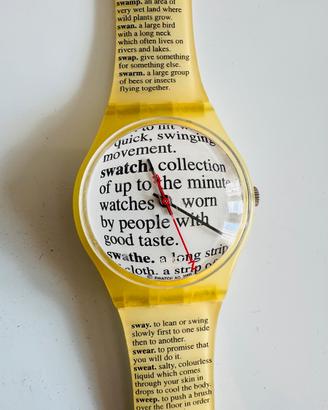 swamp. an area of
very wet land where
wild plants grow.
swan. a large bird
with a long neck
which often lives on
rivers and lakes.
swap. give something
for something else.
swarm. a large group
of bees or insects
flying together.
to hit w
quick, swinging
movement.
swatch. collection
of up to the minute
watches worn
by people with
good taste.
swathe. a long strip
cloth, a strip of
sway. to lean or swing
slowly first to one side
then to another.
swear. to promise that
you will do it.
sweat. salty, colourless
liquid which comes
through your skin in
drops to cool the body.
sweep. to push a brush
over the floor in order